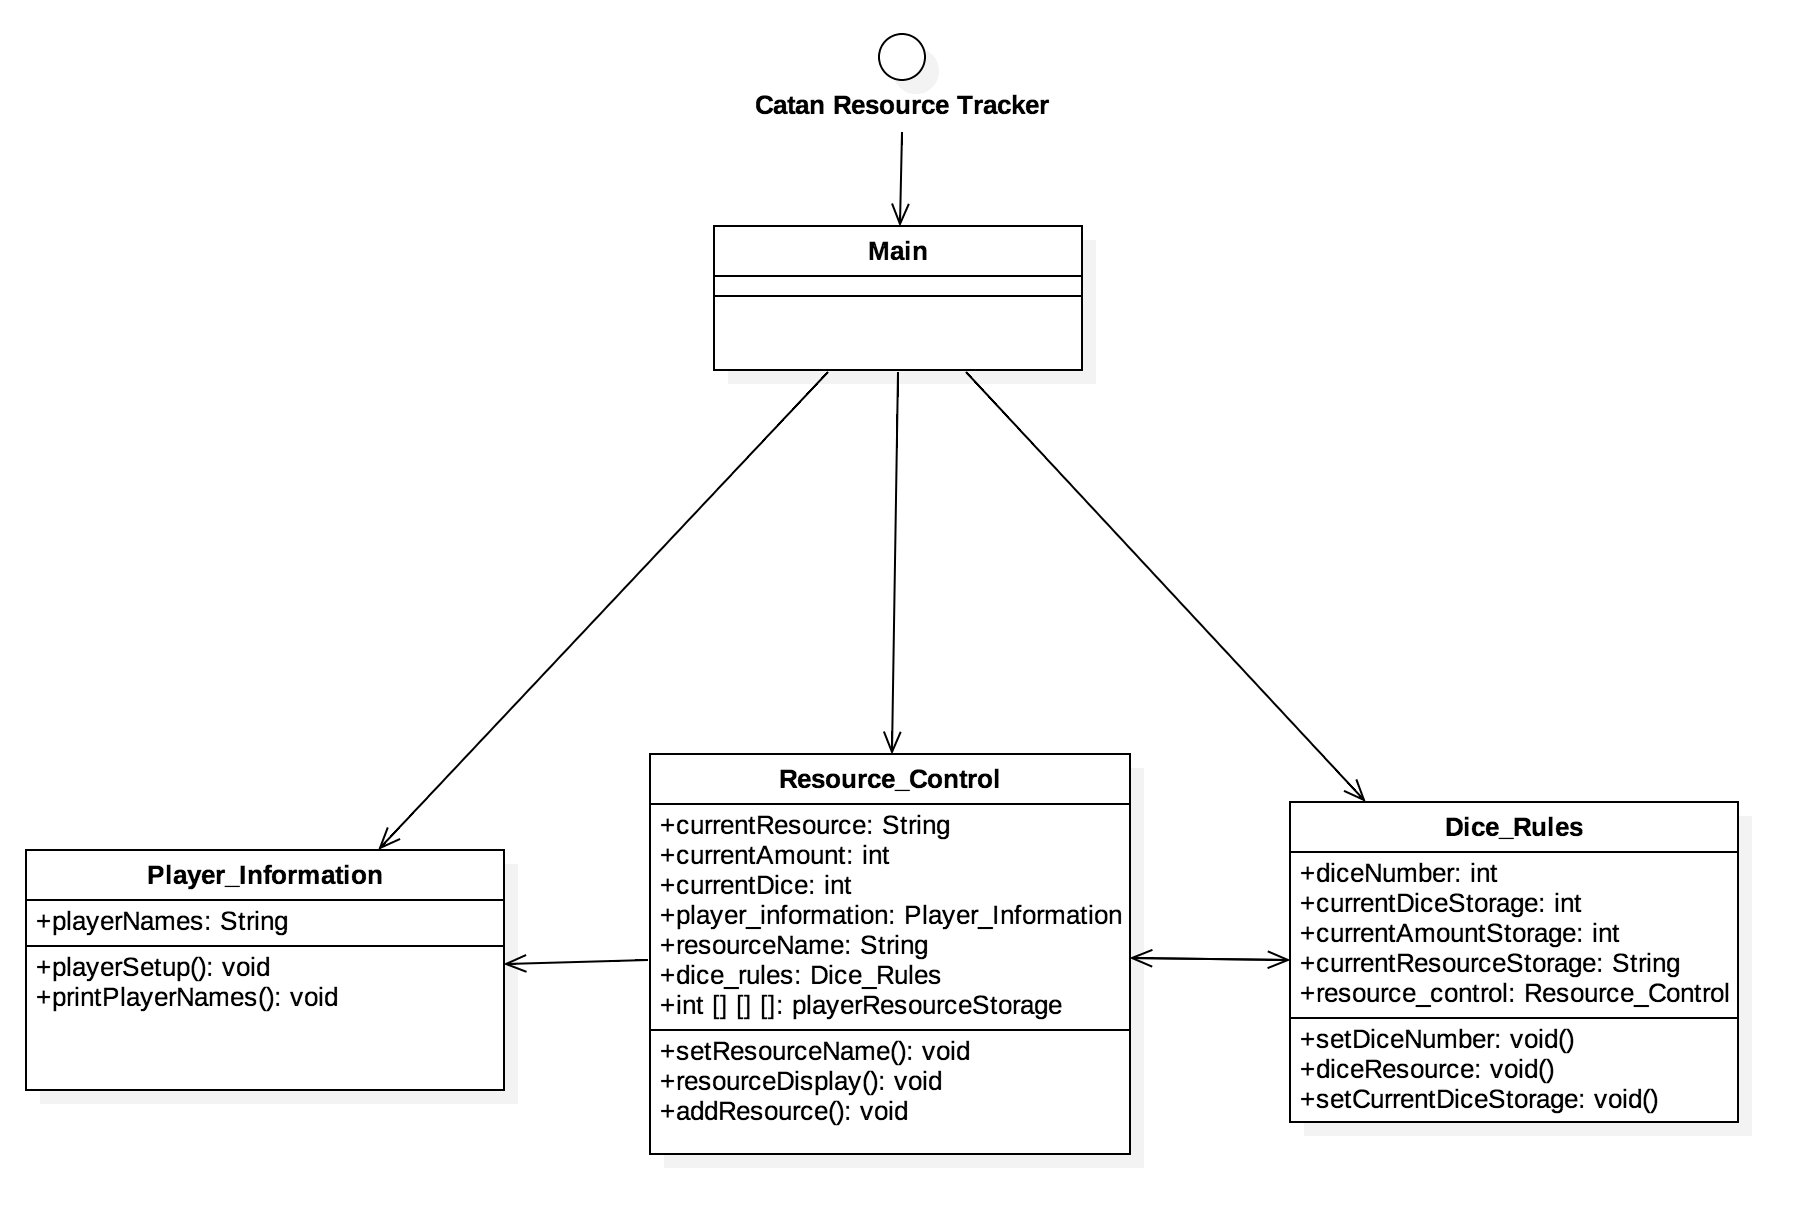 Catan Resource Tracker
Main
Player_Information
+playerNames: String
+playerSetup(): void
+printPlayerNames(): void
Resource_Control
+currentResource: String
+currentAmount: int
+currentDice: int
+player_information: Player_Information
+resourceName: String
+dice_rules: Dice_Rules
+int [] [] []: playerResourceStorage
+setResourceName(): void
+resourceDisplay(): void
+addResource(): void
Dice_Rules
+diceNumber: int
+currentDiceStorage: int
+currentAmountStorage: int
+currentResourceStorage: String
+resource_control: Resource_Control
+setDiceNumber: void()
+diceResource: void()
+setCurrentDiceStorage: void()